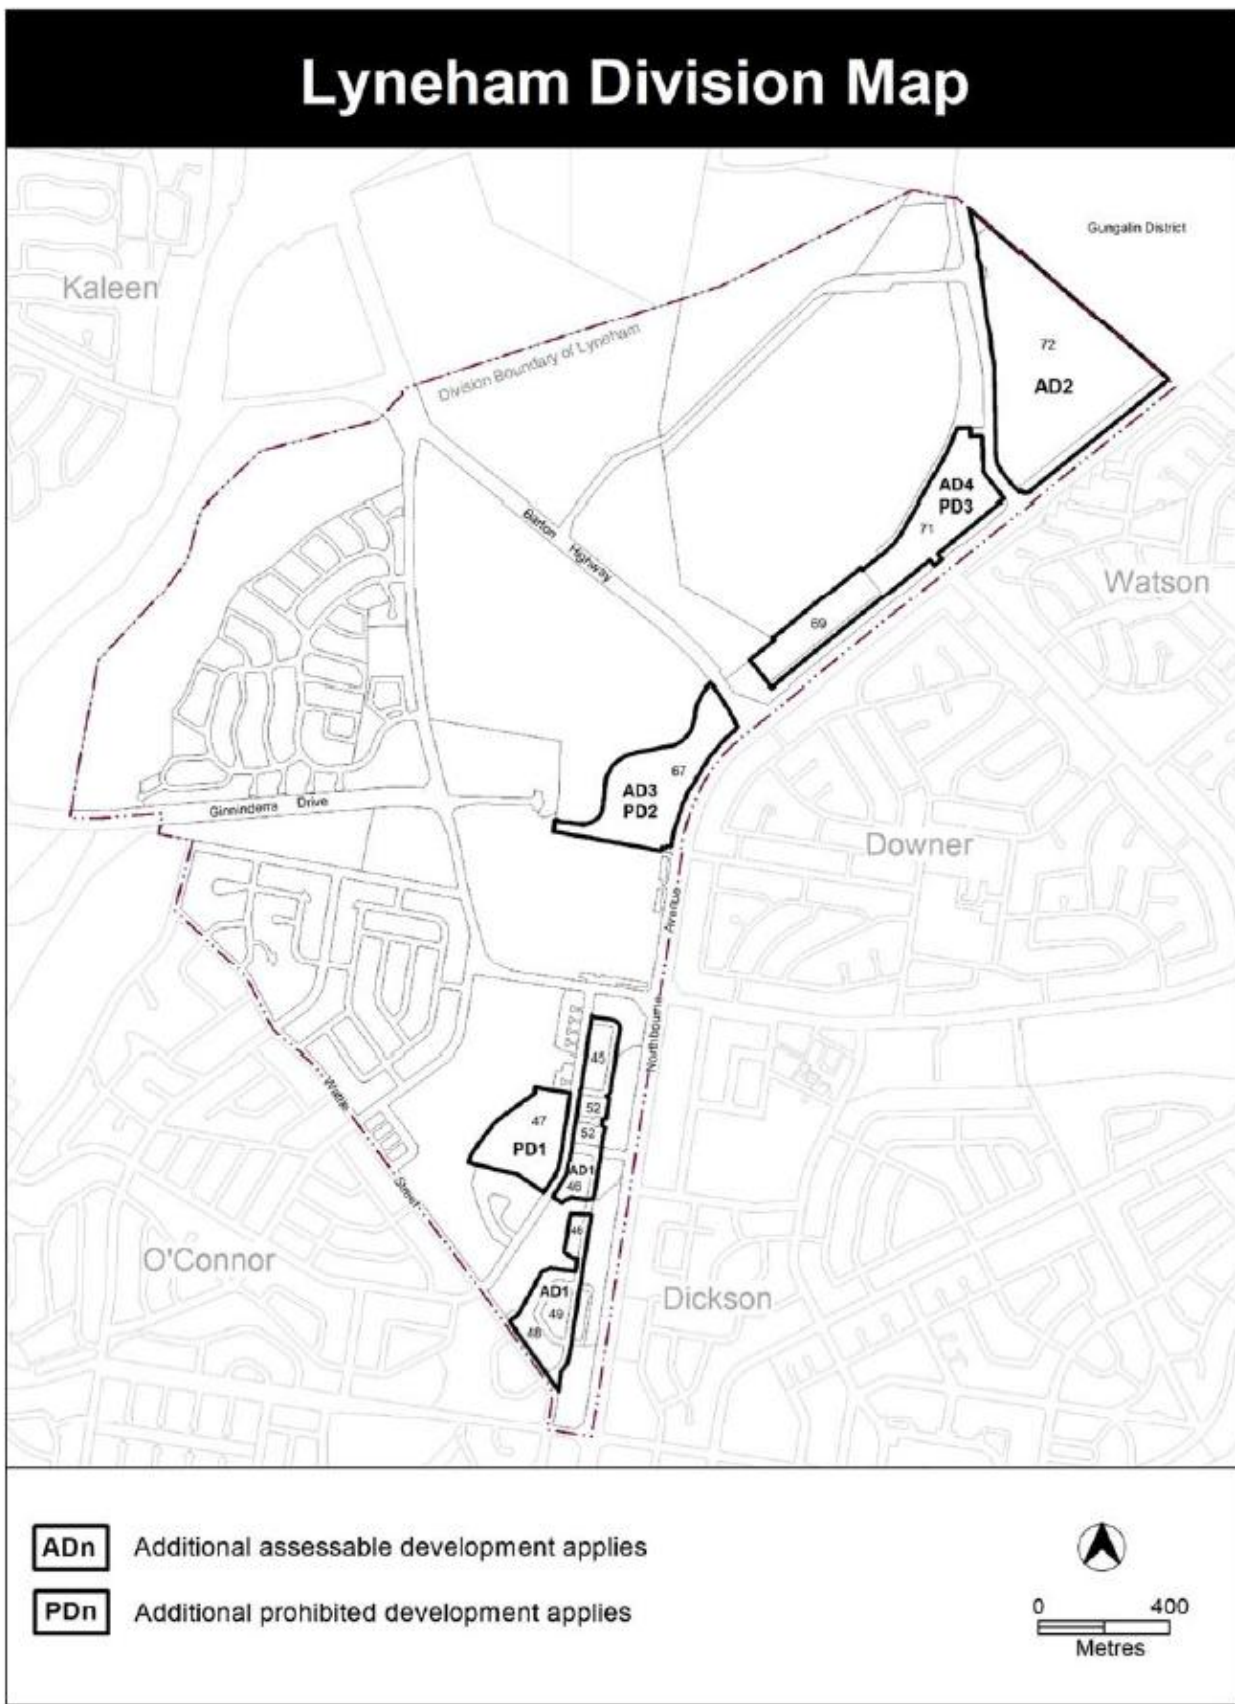 Lyneham Division Map
Gungalin District
Kaleen
Division Boundary of Lyneham
72
AD2
AD4
PD3
71
Barton Highway
Watson
69
67
AD3
PD2
Ginninderra Drive
Downer
Avenue
Northbourne
45
52
47
52
PD1
AD1
46
Wattle
Street
46
O'Connor
AD1
49
48
Dickson
ADn Additional assessable development applies
PDn Additional prohibited development applies
0 400
Metres